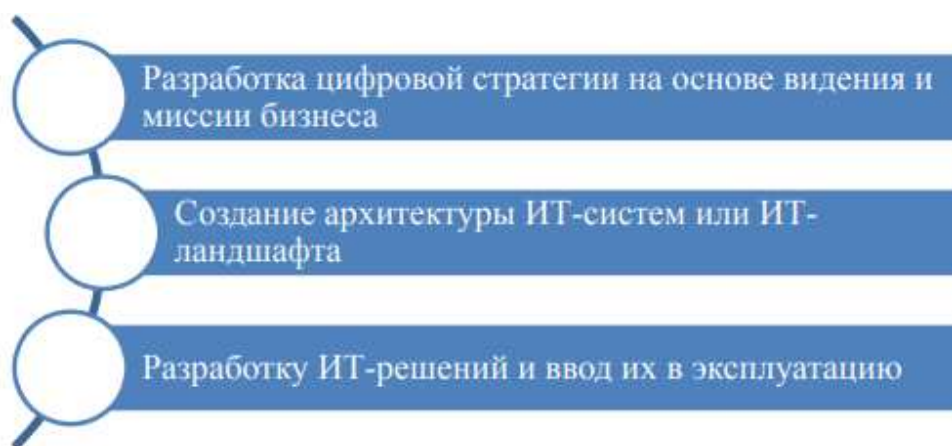 Разработка цифровой стратегии на основе видения и
миссии бизнеса
Создание архитектуры ИТ-систем или ИТ-
ландшафта
Разработку ИТ-решений и ввод их в эксплуатацию